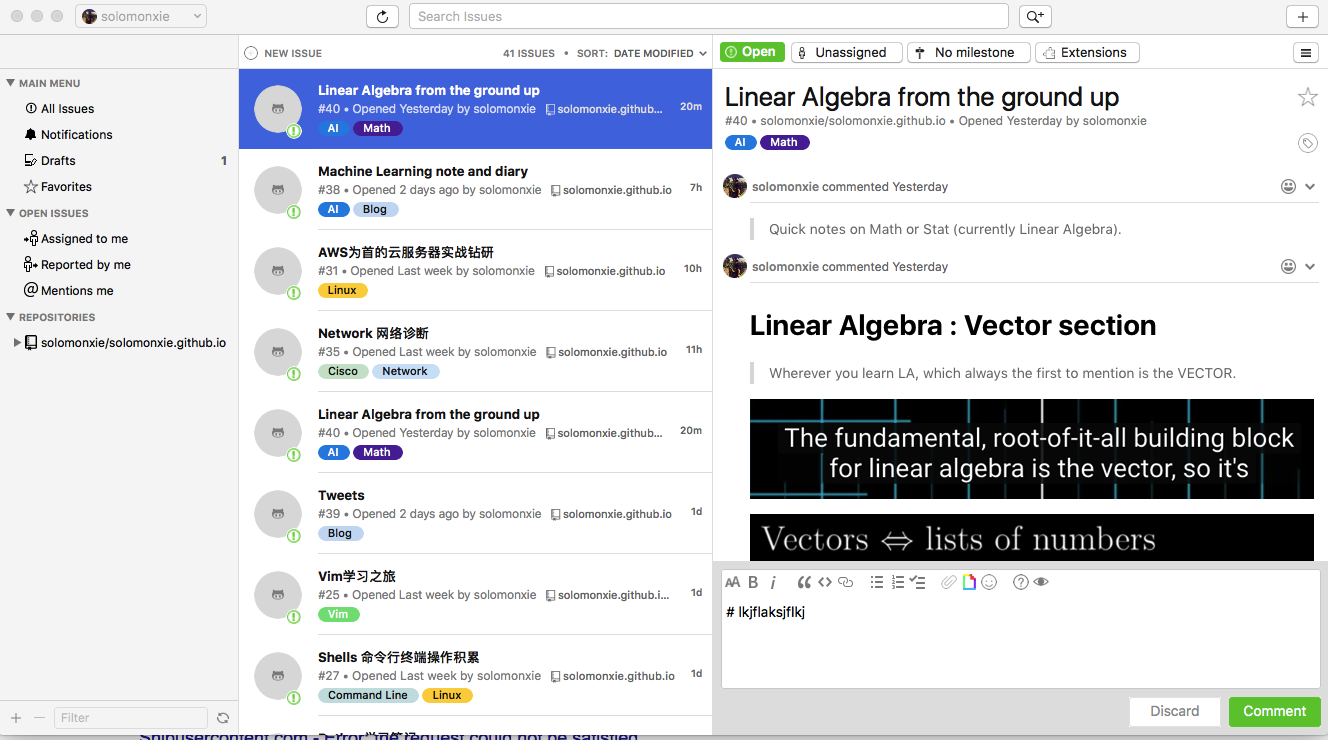 solomonxie
Search Issues
NEW ISSUE
41 ISSUES • SORT: DATE MODIFIED
Open
Unassigned
No milestone
Extensions
MAIN MENU
All Issues
Notifications
Drafts 1
Favorites
OPEN ISSUES
Assigned to me
Reported by me
Mentions me
REPOSITORIES
solomonxie/solomonxie.github.io
Filter
Linear Algebra from the ground up
#40 • Opened Yesterday by solomonxie solomonxie.github... 20m
AI Math
Machine Learning note and diary
#38 • Opened 2 days ago by solomonxie solomonxie.github.io 7h
AI Blog
AWS为首的云服务器实战钻研
#31 • Opened Last week by solomonxie solomonxie.github.io 10h
Linux
Network 网络诊断
#35 • Opened Last week by solomonxie solomonxie.github.io 11h
Cisco Network
Linear Algebra from the ground up
#40 • Opened Yesterday by solomonxie solomonxie.github... 20m
AI Math
Tweets
#39 • Opened 2 days ago by solomonxie solomonxie.github.io 1d
Blog
Vim学习之旅
#25 • Opened Last week by solomonxie solomonxie.github.i... 1d
Vim
Shells 命令行终端操作积累
#27 • Opened Last week by solomonxie solomonxie.github.io 1d
Command Line Linux
Linear Algebra from the ground up
#40 • solomonxie/solomonxie.github.io • Opened Yesterday by solomonxie
AI Math
solomonxie commented Yesterday
Quick notes on Math or Stat (currently Linear Algebra).
solomonxie commented Yesterday
Linear Algebra : Vector section
Wherever you learn LA, which always the first to mention is the VECTOR.
The fundamental, root-of-it-all building block
for linear algebra is the vector, so it's
Vectors ⇔ lists of numbers
AA B i
# lkjflaksjflkj
Discard Comment